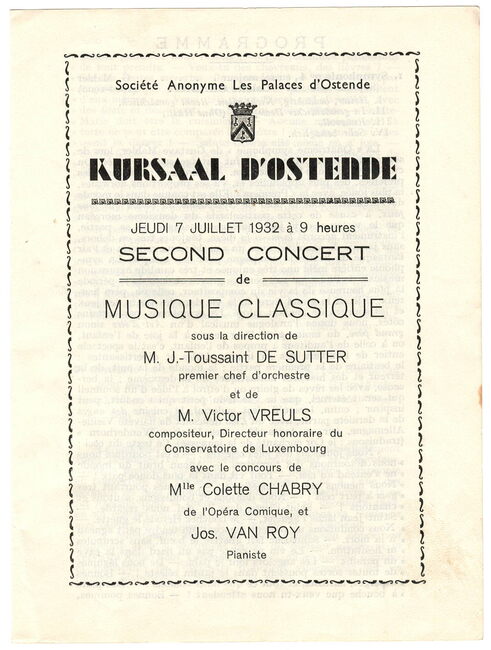 Société Anonyme Les Palaces d'Ostende
KURSAAL D'OSTENDE
JEUDI 7 JUILLET 1932 à 9 heures
SECOND CONCERT
de
MUSIQUE CLASSIQUE
sous la direction de
M. J.-Toussaint DE SUTTER
premier chef d'orchestre
et de
M. Victor VREULS
compositeur, Directeur honoraire du
Conservatoire de Luxembourg
avec le concours de
Mlle Colette CHABRY
de l'Opéra Comique, et
Jos. VAN ROY
Pianiste